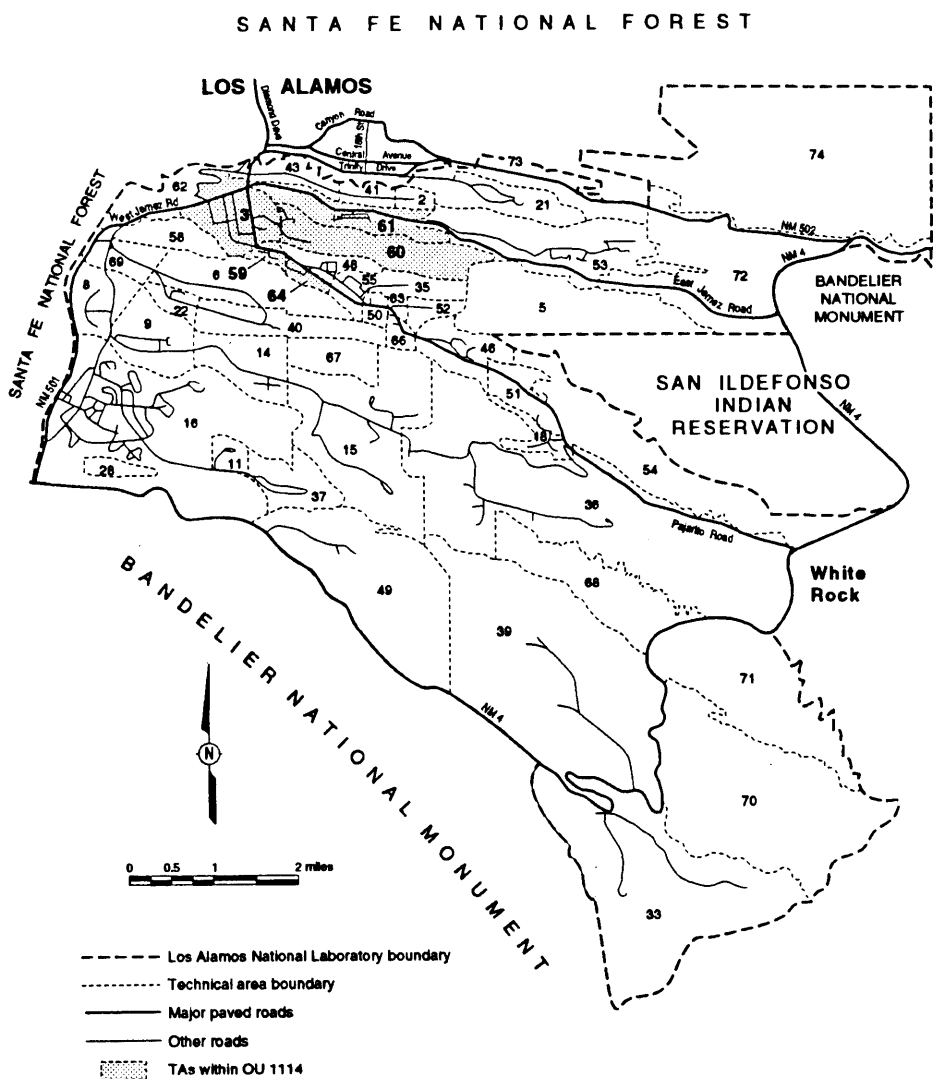 SANTA FE NATIONAL FOREST
LOS ALAMOS
Diamond Drive
Canyon Road
18th St
Central Avenue
Trinity Drive
73
74
43
1
41
2
62
21
West Jemez Rd
3
61
60
NM 502
58
59
48
53
72
NM 4
SANTA FE NATIONAL FOREST
69
6
64
55
35
East Jemez Road
BANDELIER
NATIONAL
MONUMENT
8
22
63
50
52
5
9
40
66
14
67
46
SAN ILDEFONSO
INDIAN
RESERVATION
NM 501
51
NM 4
16
15
18
54
28
11
37
36
Pajarito Road
White
Rock
49
68
39
71
BANDELIER NATIONAL MONUMENT
NM 4
N
70
0 0.5 1 2 miles
33
Los Alamos National Laboratory boundary
Technical area boundary
Major paved roads
Other roads
TAs within OU 1114